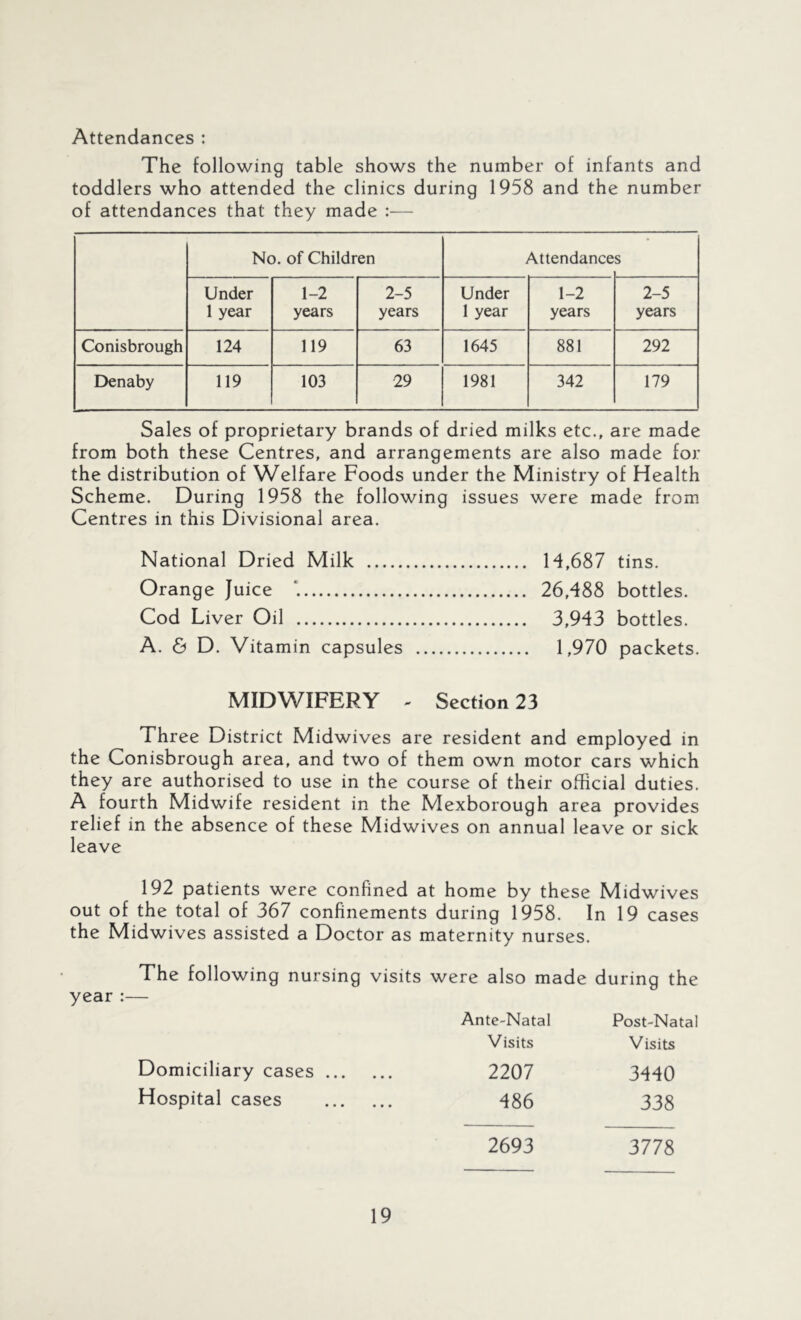 Attendances :
The following table shows the number of infants and
toddlers who attended the clinics during 1958 and the number
of attendances that they made :—
No. of Children Attendances
Under 1 year 1-2 years 2-5 years Under 1 year 1-2 years 2-5 years
Conisbrough 124 119 63 1645 881 292
Denaby 119 103 29 1981 342 179
Sales of proprietary brands of dried milks etc., are made
from both these Centres, and arrangements are also made for
the distribution of Welfare Foods under the Ministry of Health
Scheme. During 1958 the following issues were made from
Centres in this Divisional area.
National Dried Milk ........................ 14,687 tins.
Orange Juice .................................. 26,488 bottles.
Cod Liver Oil .................................. 3,943 bottles.
A. & D. Vitamin capsules ................. 1,970 packets.
MIDWIFERY - Section 23
Three District Midwives are resident and employed in
the Conisbrough area, and two of them own motor cars which
they are authorised to use in the course of their official duties.
A fourth Midwife resident in the Mexborough area provides
relief in the absence of these Midwives on annual leave or sick
leave
192 patients were confined at home by these Midwives
out of the total of 367 confinements during 1958. In 19 cases
the Midwives assisted a Doctor as maternity nurses.
The following nursing visits were also made during the
year :—
Ante-Natal Post-Natal
Visits Visits
Domiciliary cases ... ... 2207 3440
Hospital cases ... ... 486 338
2693 3778
19